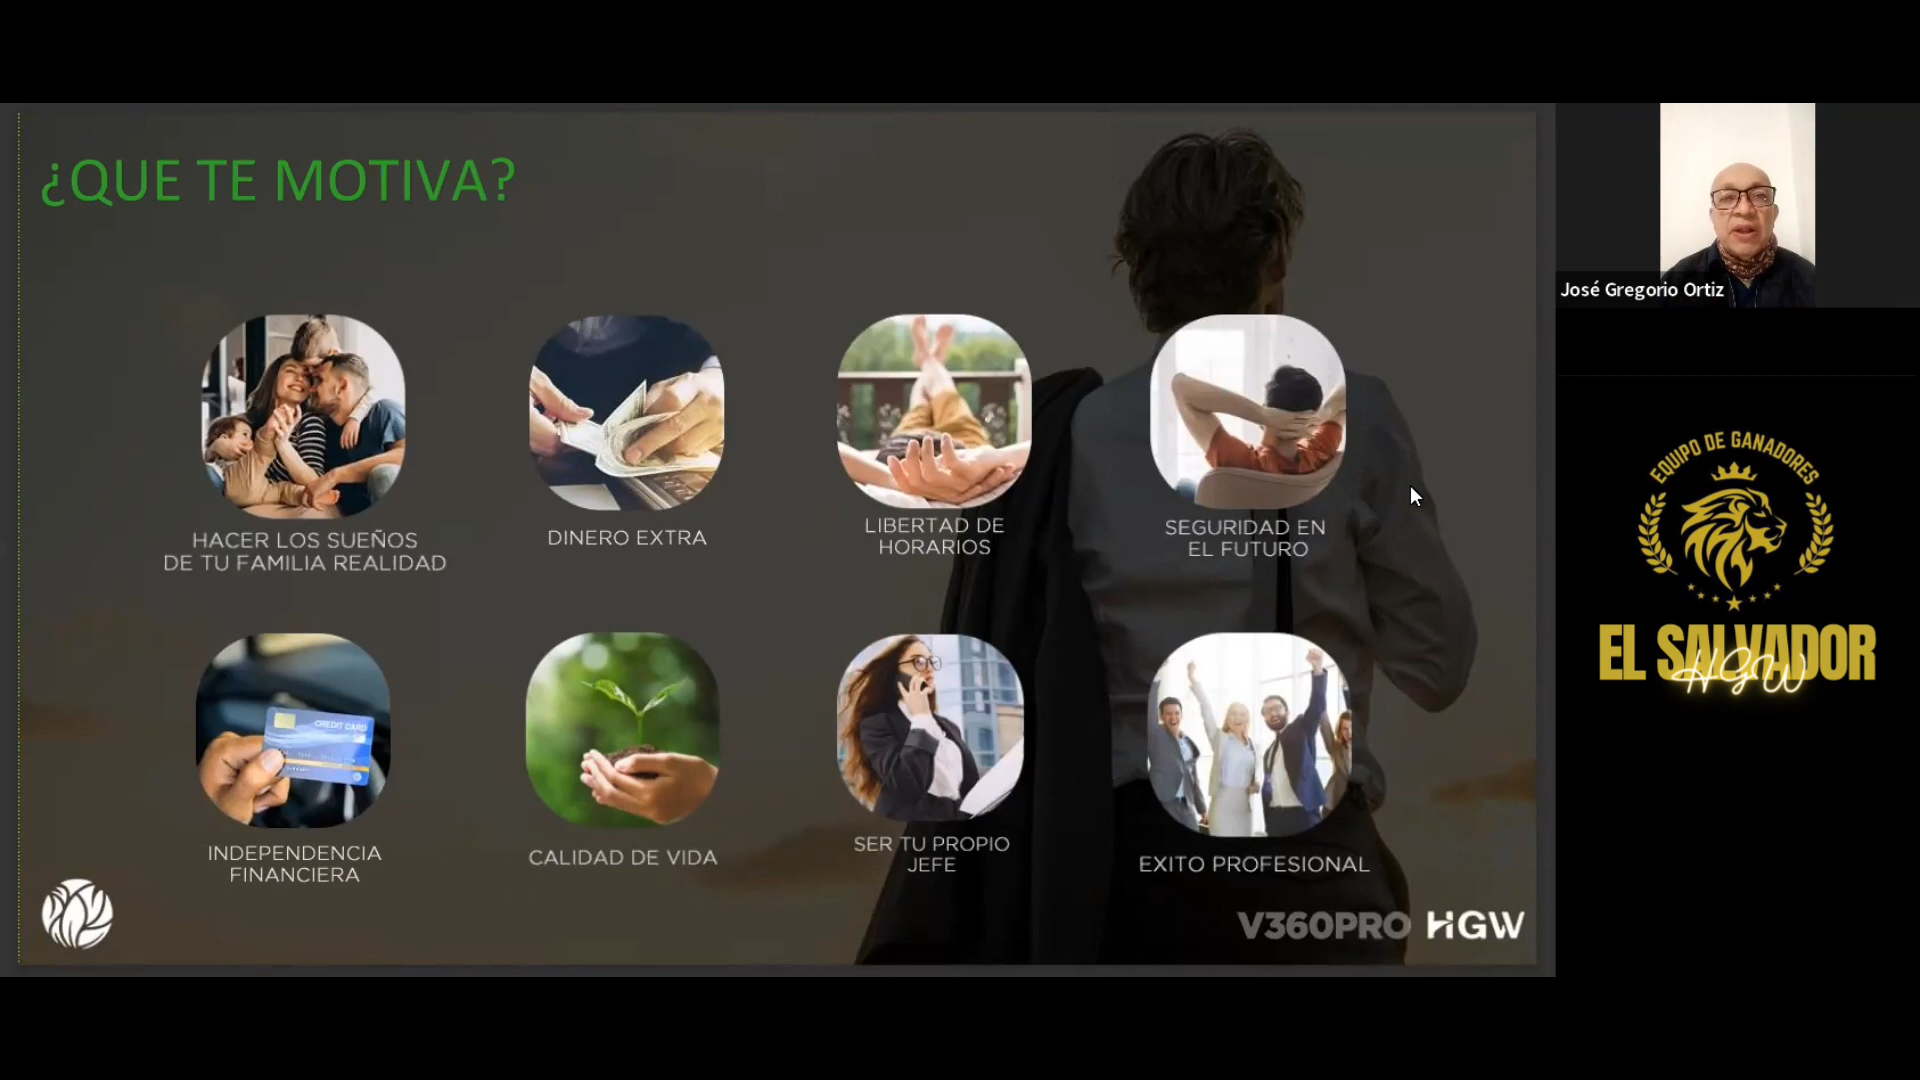 ¿QUE TE MOTIVA?
HACER LOS SUEÑOS
DE TU FAMILIA REALIDAD
DINERO EXTRA
LIBERTAD DE
HORARIOS
SEGURIDAD EN
EL FUTURO
CREDIT CARD
INDEPENDENCIA
FINANCIERA
CALIDAD DE VIDA
SER TU PROPIO
JEFE
EXITO PROFESIONAL
V360PRO HGW
José Gregorio Ortiz
EQUIPO DE GANADORES
EL SALVADOR
HGW